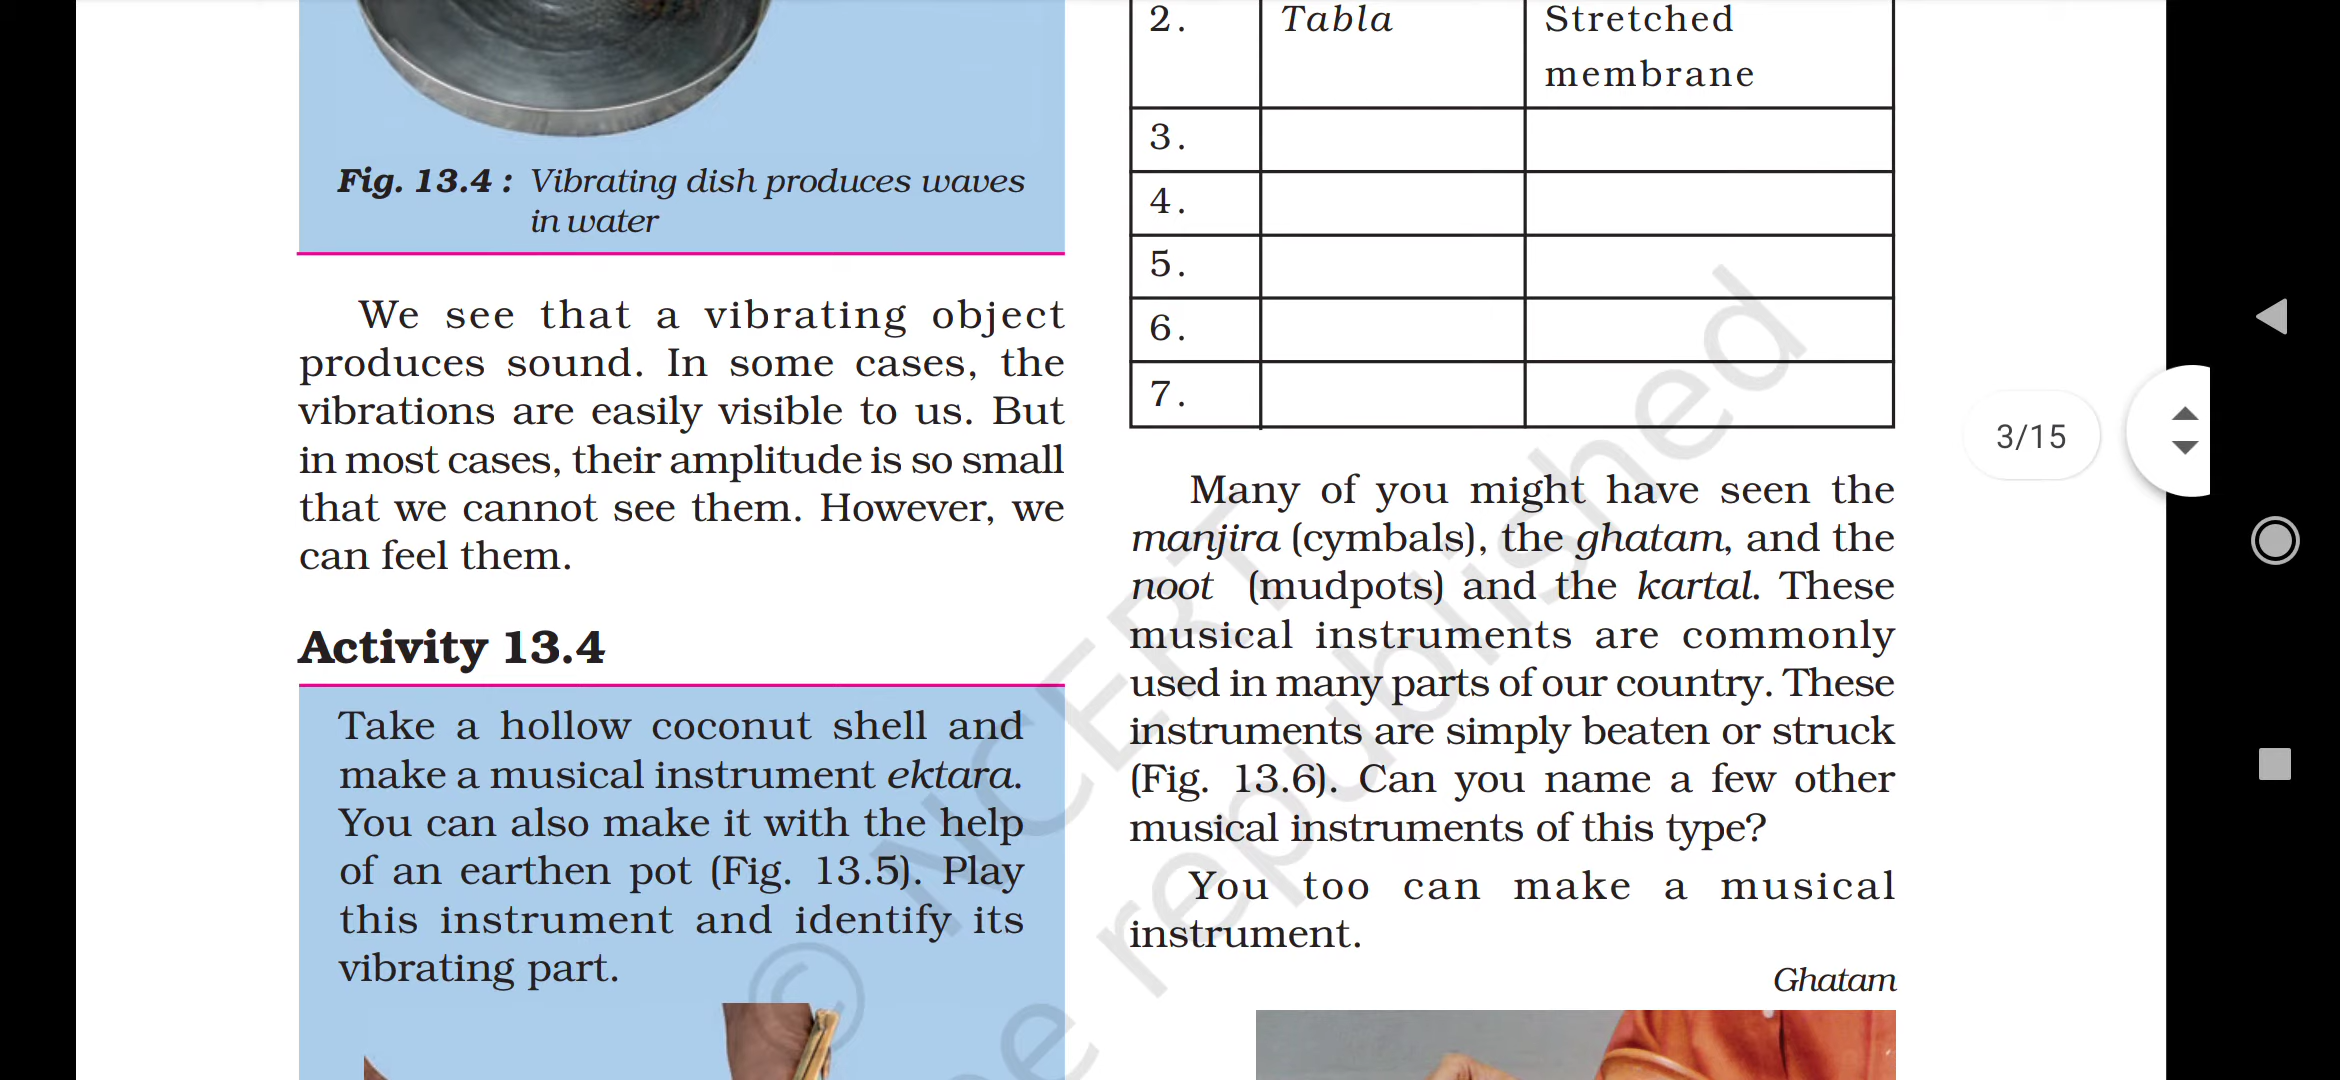 Fig. 13.4 : Vibrating dish produces waves
in water
We see that a vibrating object
produces sound. In some cases, the
vibrations are easily visible to us. But
in most cases, their amplitude is so small
that we cannot see them. However, we
can feel them.
Activity 13.4
Take a hollow coconut shell and
make a musical instrument ektara.
You can also make it with the help
of an earthen pot (Fig. 13.5). Play
this instrument and identify its
vibrating part.
2. Tabla Stretched
membrane
3.
4.
5.
6.
7.
Many of you might have seen the
manjira (cymbals), the ghatam, and the
noot (mudpots) and the kartal. These
musical instruments are commonly
used in many parts of our country. These
instruments are simply beaten or struck
(Fig. 13.6). Can you name a few other
musical instruments of this type?
You too can make a musical
instrument.
Ghatam
© NCERT
e republished
3/15